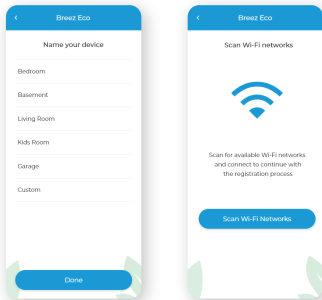 Breez Eco
Name your device
Bedroom
Basement
Living Room
Kids Room
Garage
Custom
Done
Breez Eco
Scan Wi-Fi networks
Scan for available Wi-Fi networks
and connect to continue with
the registration process
Scan Wi-Fi Networks